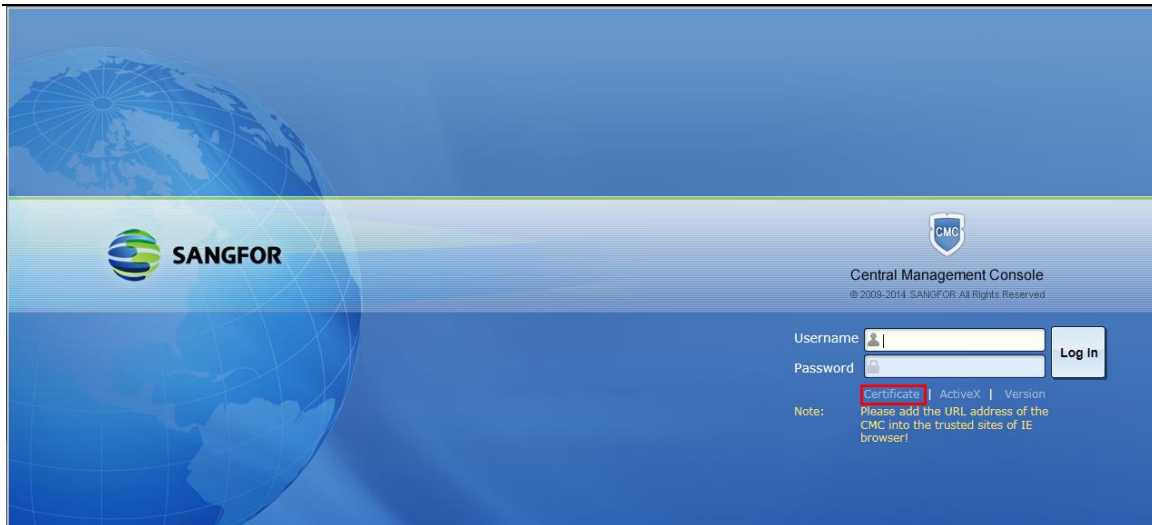 SANGFOR
CMC
Central Management Console
© 2009-2014 SANGFOR All Rights Reserved
Username
Password
Log In
Certificate | ActiveX | Version
Note: Please add the URL address of the
CMC into the trusted sites of IE
browser!